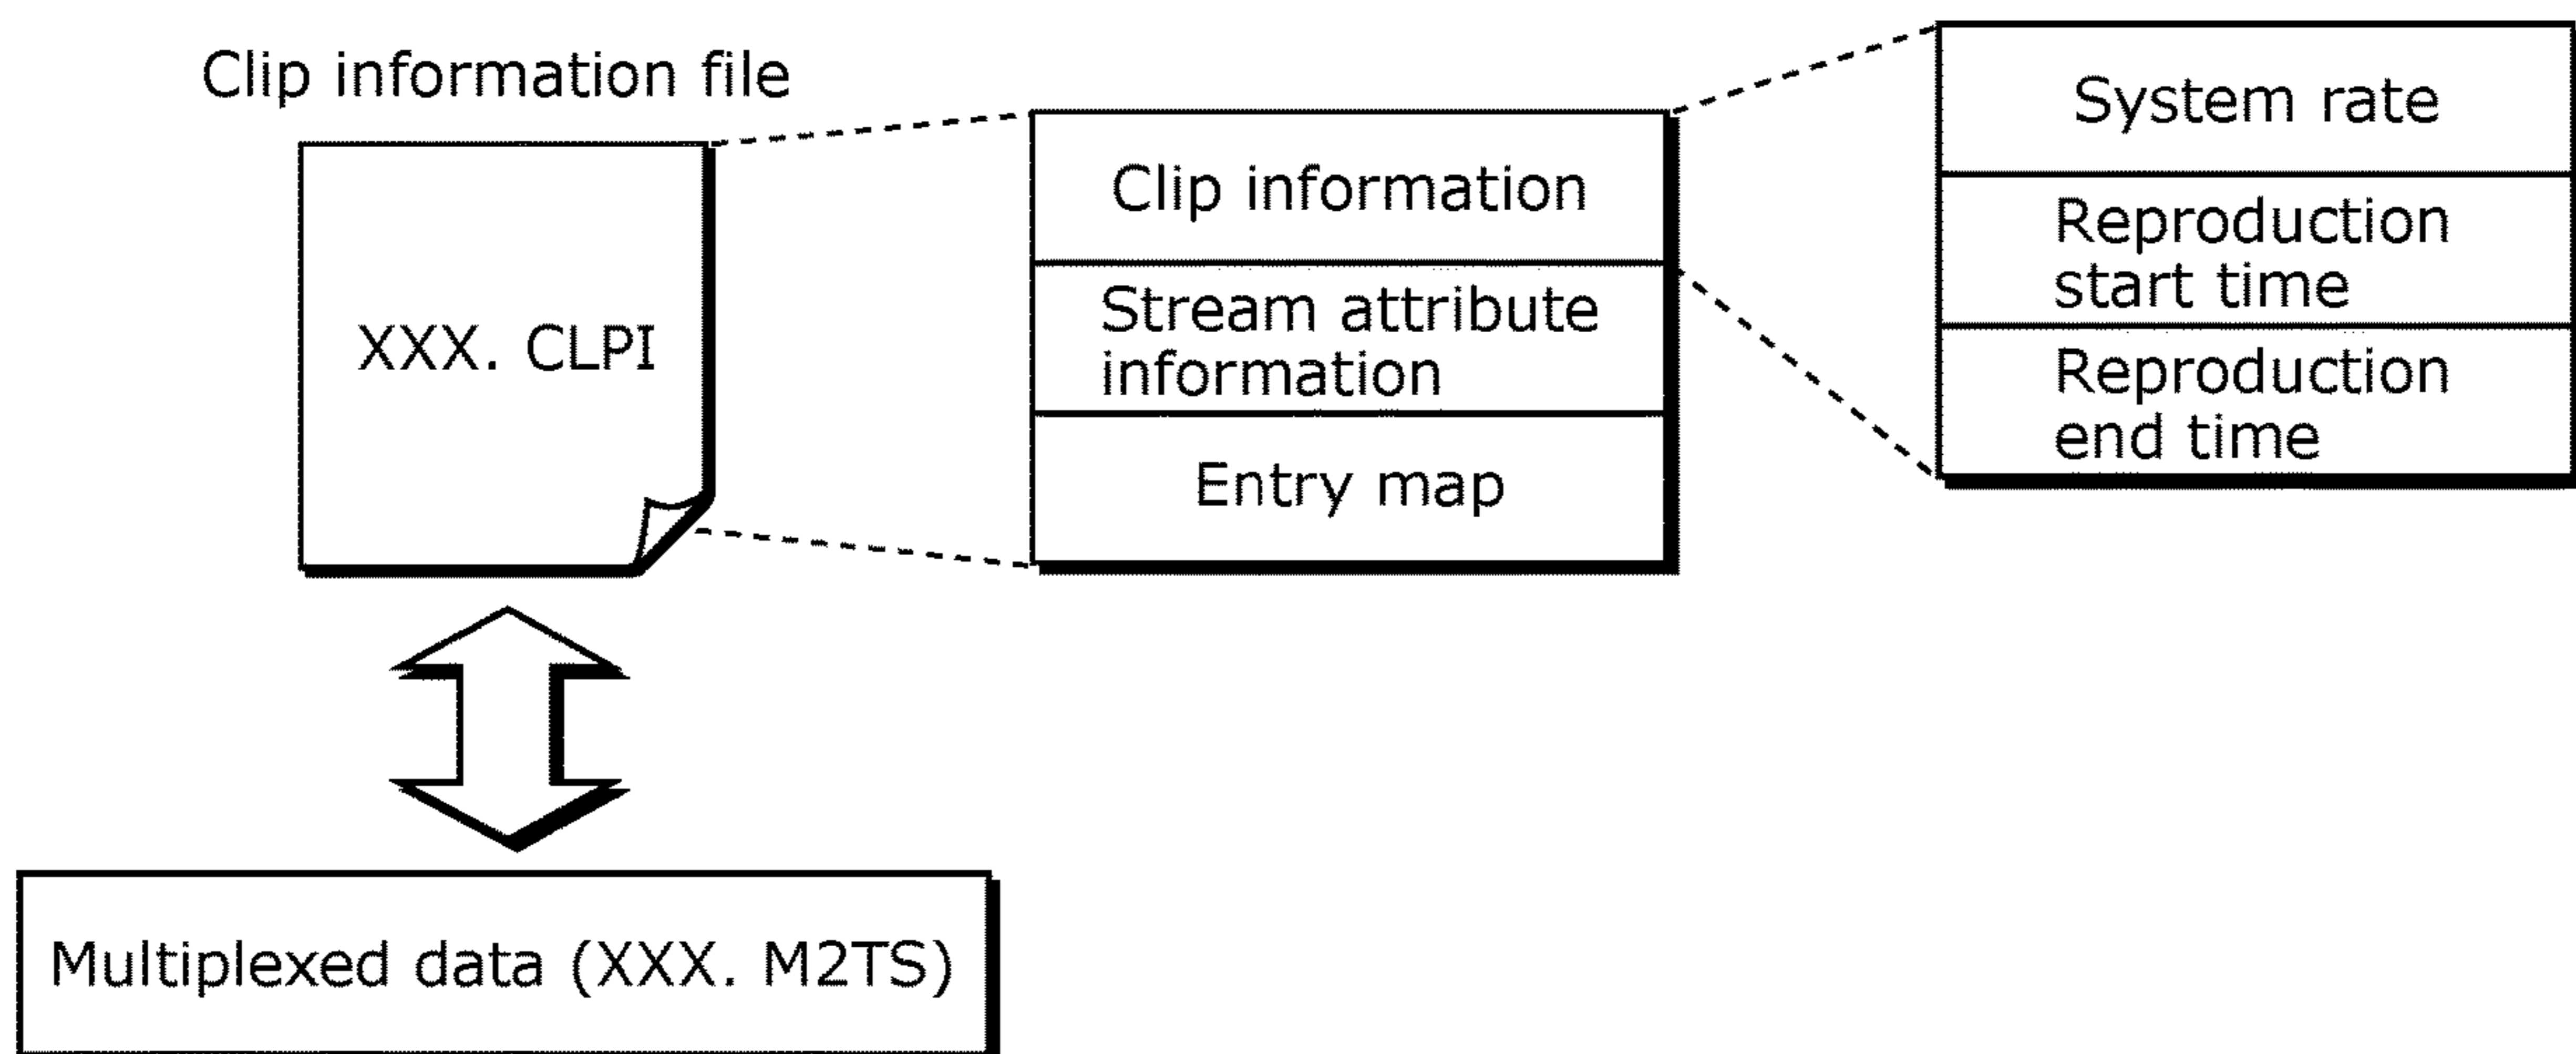 Clip information file
XXX. CLPI
Clip information
Stream attribute
information
Entry map
System rate
Reproduction
start time
Reproduction
end time
Multiplexed data (XXX. M2TS)